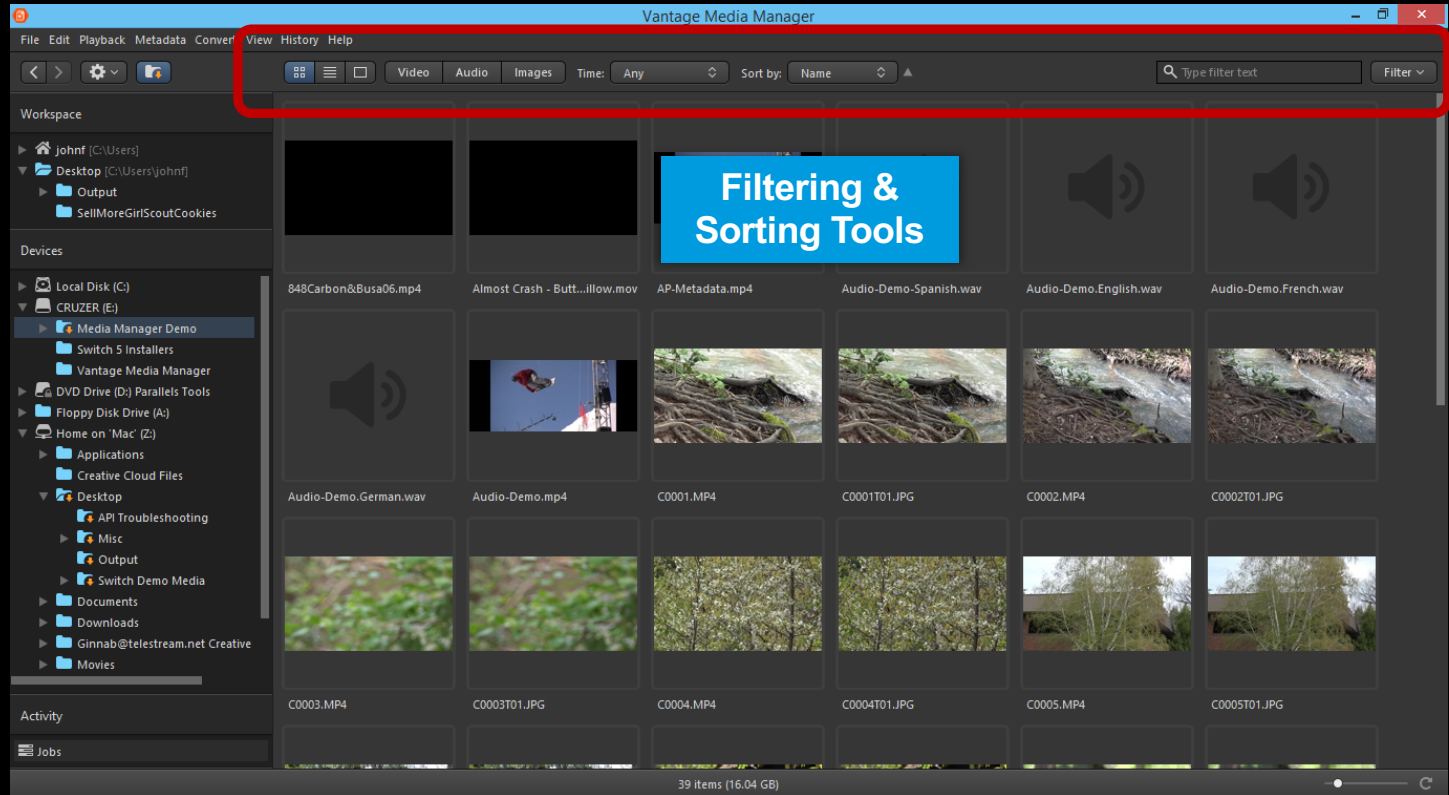 Vantage Media Manager
File Edit Playback Metadata Convert View History Help
Video Audio Images Time: Any Sort by: Name Type filter text Filter
Workspace
johnf [C:\Users]
Desktop [C:\Users\johnf]
Output
SellMoreGirlScoutCookies
Devices
Local Disk (C:)
CRUZER (E:)
Media Manager Demo
Switch 5 Installers
Vantage Media Manager
DVD Drive (D:) Parallels Tools
Floppy Disk Drive (A:)
Home on 'Mac' (Z:)
Applications
Creative Cloud Files
Desktop
API Troubleshooting
Misc
Output
Switch Demo Media
Documents
Downloads
Ginnab@telestream.net Creative
Movies
Activity
Jobs
Filtering &
Sorting Tools
848Carbon&Busa06.mp4 Almost Crash - Butt...illow.mov AP-Metadata.mp4 Audio-Demo-Spanish.wav Audio-Demo.English.wav Audio-Demo.French.wav
Audio-Demo.German.wav Audio-Demo.mp4 C0001.MP4 C0001T01.JPG C0002.MP4 C0002T01.JPG
C0003.MP4 C0003T01.JPG C0004.MP4 C0004T01.JPG C0005.MP4 C0005T01.JPG
39 items (16.04 GB)